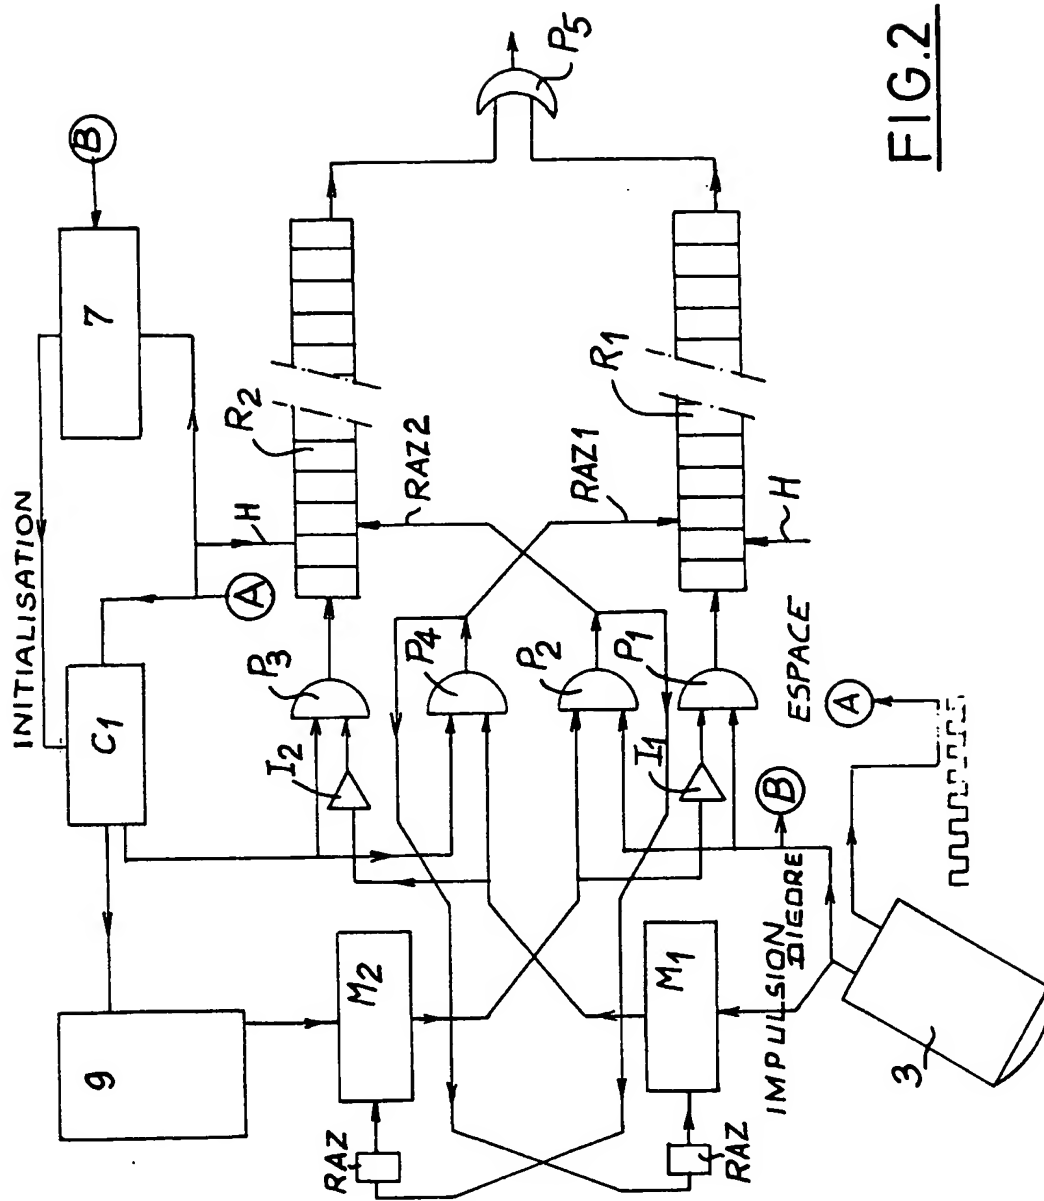 INITIALISATION
B
7
C1
A
H
9
M2
RAZ
I2
P3
P4
R2
RAZ2
P5
P2
P1
I1
RAZ1
R1
H
ESPACE
A
B
IMPULSION
DIEDRE
M1
RAZ
3
FIG.2